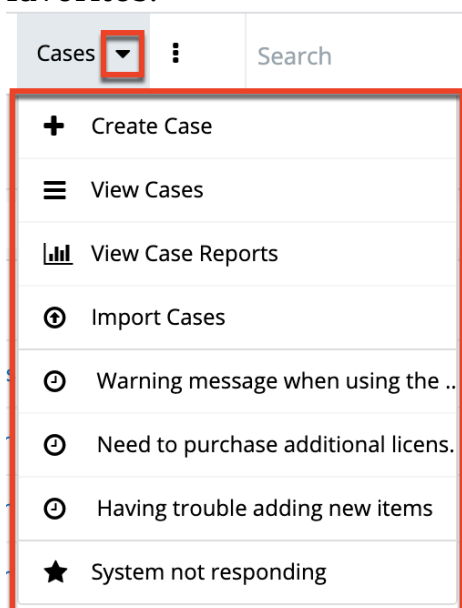 favorites.
Cases
Search
Create Case
View Cases
View Case Reports
Import Cases
Warning message when using the ..
Need to purchase additional licens.
Having trouble adding new items
System not responding